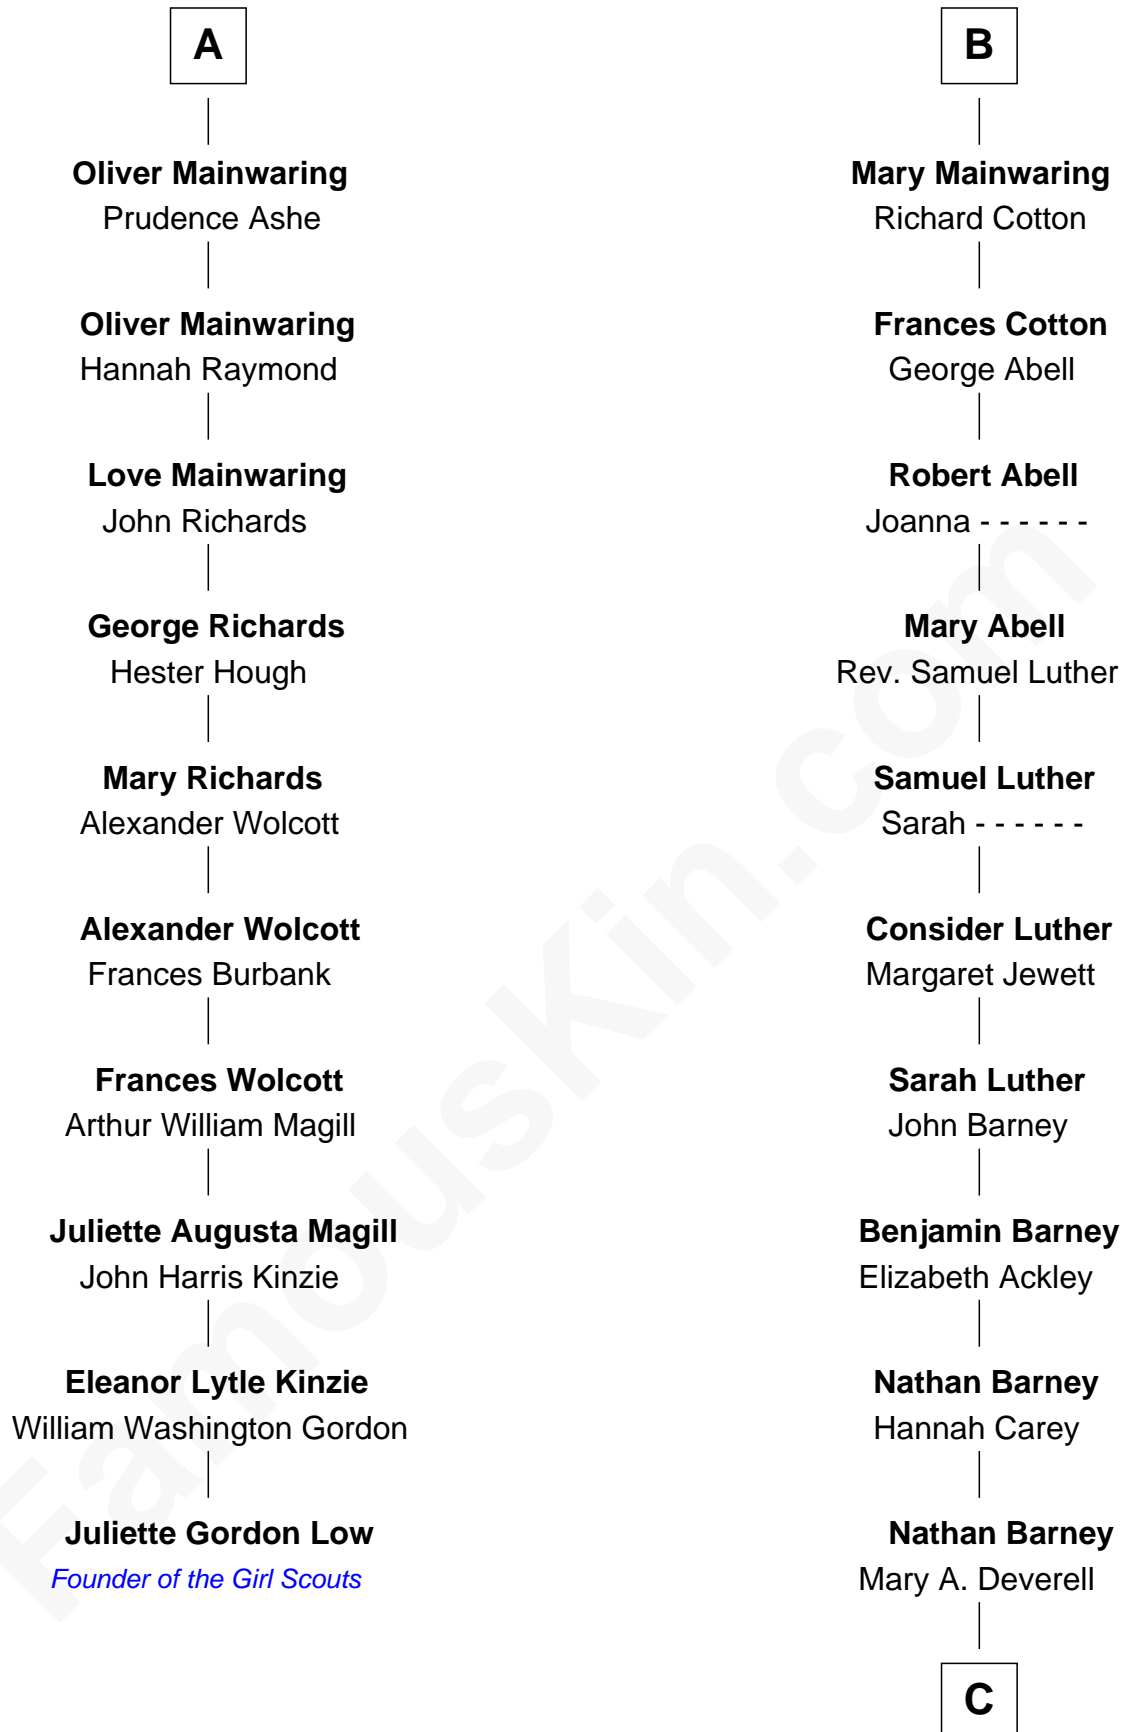 A
Oliver Mainwaring
Prudence Ashe
Oliver Mainwaring
Hannah Raymond
Love Mainwaring
John Richards
George Richards
Hester Hough
Mary Richards
Alexander Wolcott
Alexander Wolcott
Frances Burbank
Frances Wolcott
Arthur William Magill
Juliette Augusta Magill
John Harris Kinzie
Eleanor Lytle Kinzie
William Washington Gordon
Juliette Gordon Low
Founder of the Girl Scouts
B
Mary Mainwaring
Richard Cotton
Frances Cotton
George Abell
Robert Abell
Joanna - - - - - -
Mary Abell
Rev. Samuel Luther
Samuel Luther
Sarah - - - - - -
Consider Luther
Margaret Jewett
Sarah Luther
John Barney
Benjamin Barney
Elizabeth Ackley
Nathan Barney
Hannah Carey
Nathan Barney
Mary A. Deverell
C
FamousKin.com